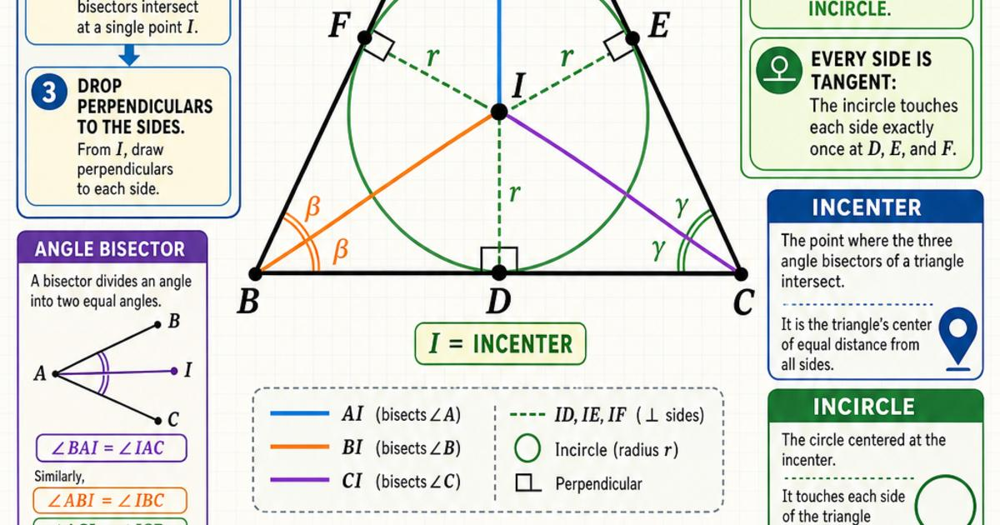 bisectors intersect
at a single point I.
3
DROP
PERPENDICULARS
TO THE SIDES.
From I, draw
perpendiculars
to each side.
ANGLE BISECTOR
A bisector divides an angle
into two equal angles.
B
A
I
C
∠BAI = ∠IAC
Similarly,
∠ABI = ∠IBC
F
E
r
r
I
r
β
β
γ
γ
B
D
C
I = INCENTER
AI (bisects ∠A)
BI (bisects ∠B)
CI (bisects ∠C)
ID, IE, IF (⊥ sides)
Incircle (radius r)
Perpendicular
INCIRCLE.
EVERY SIDE IS
TANGENT:
The incircle touches
each side exactly
once at D, E, and F.
INCENTER
The point where the three
angle bisectors of a triangle
intersect.
It is the triangle's center
of equal distance from
all sides.
INCIRCLE
The circle centered at the
incenter.
It touches each side
of the triangle